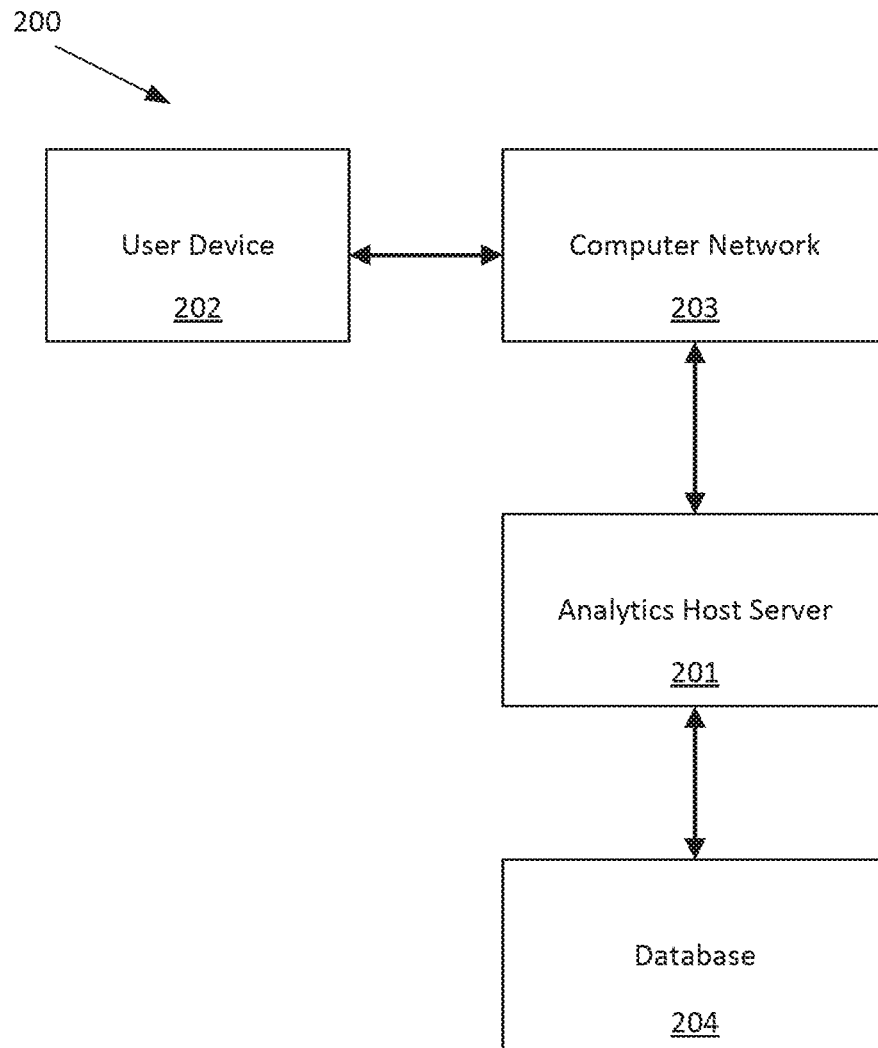 200
User Device
202
Computer Network
203
Analytics Host Server
201
Database
204